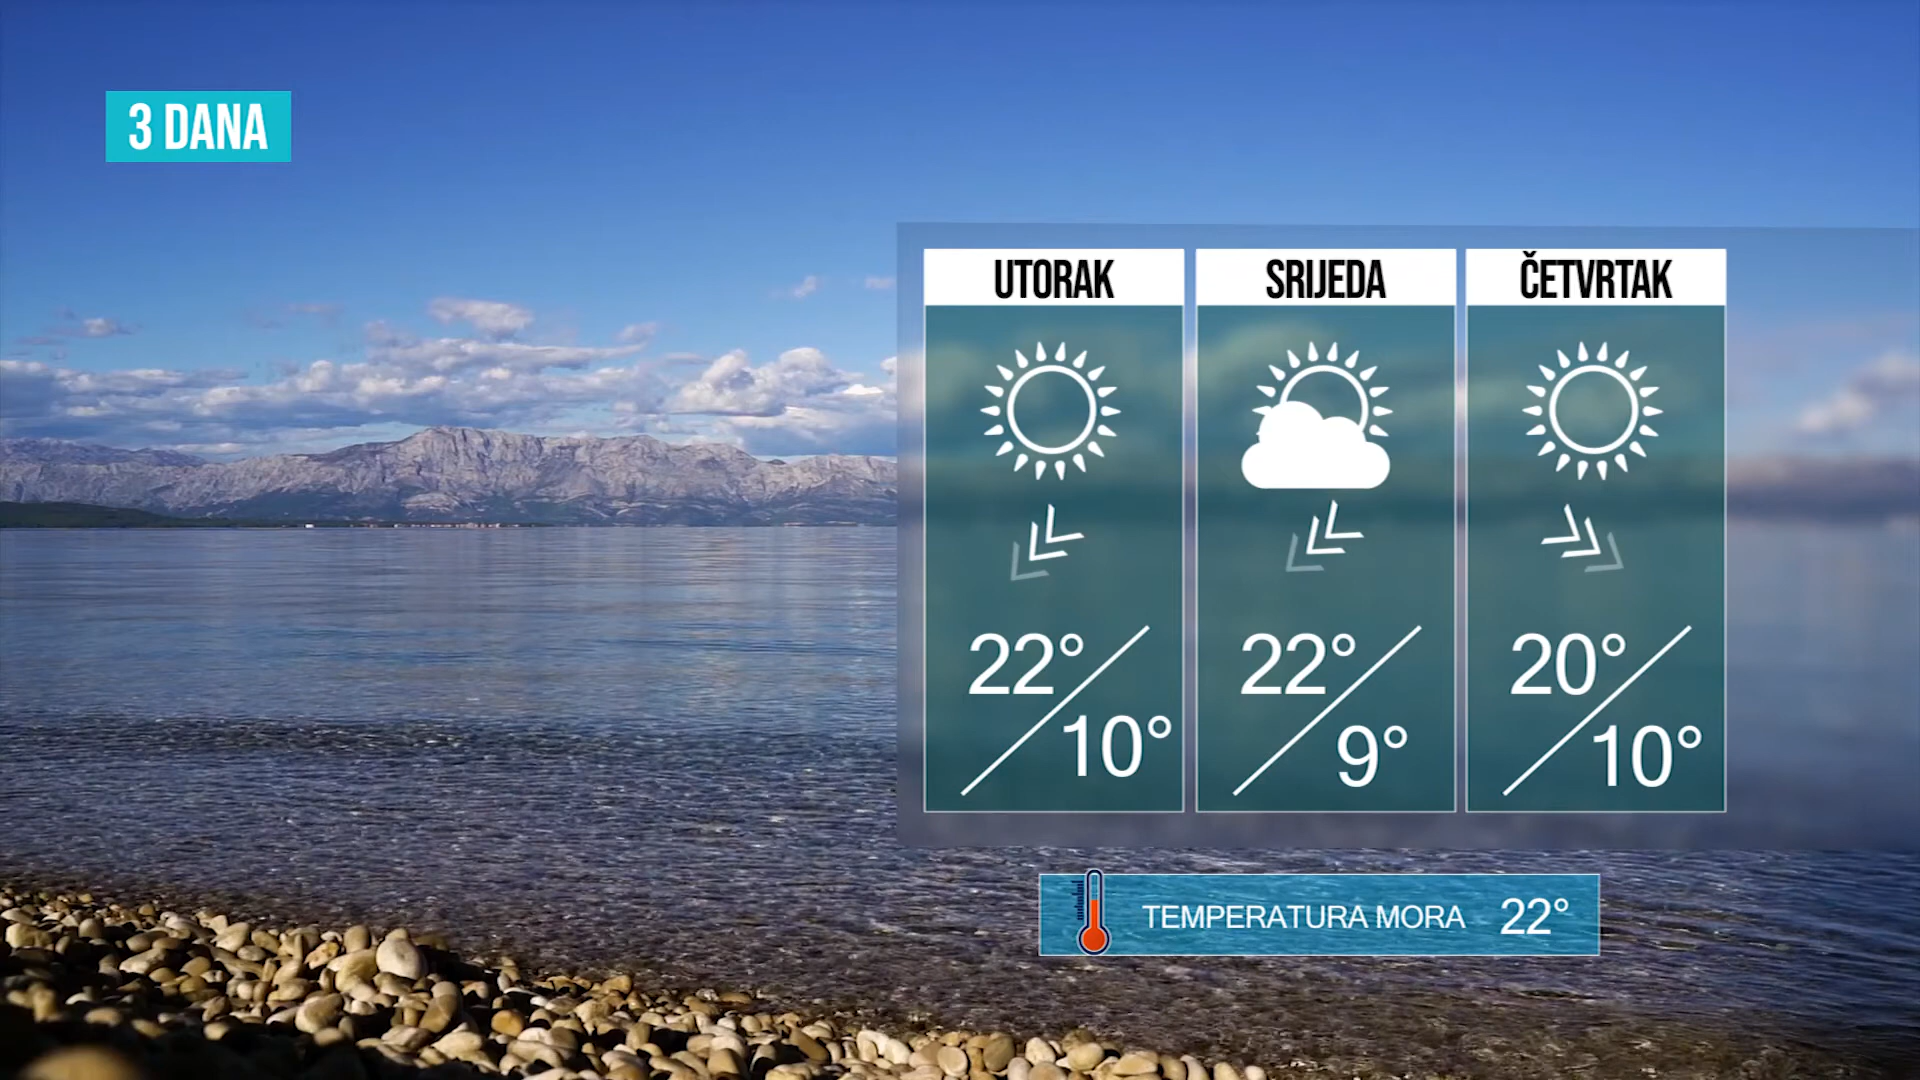 3 DANA
UTORAK
SRIJEDA
ČETVRTAK
22°
10°
22°
9°
20°
10°
TEMPERATURA MORA 22°